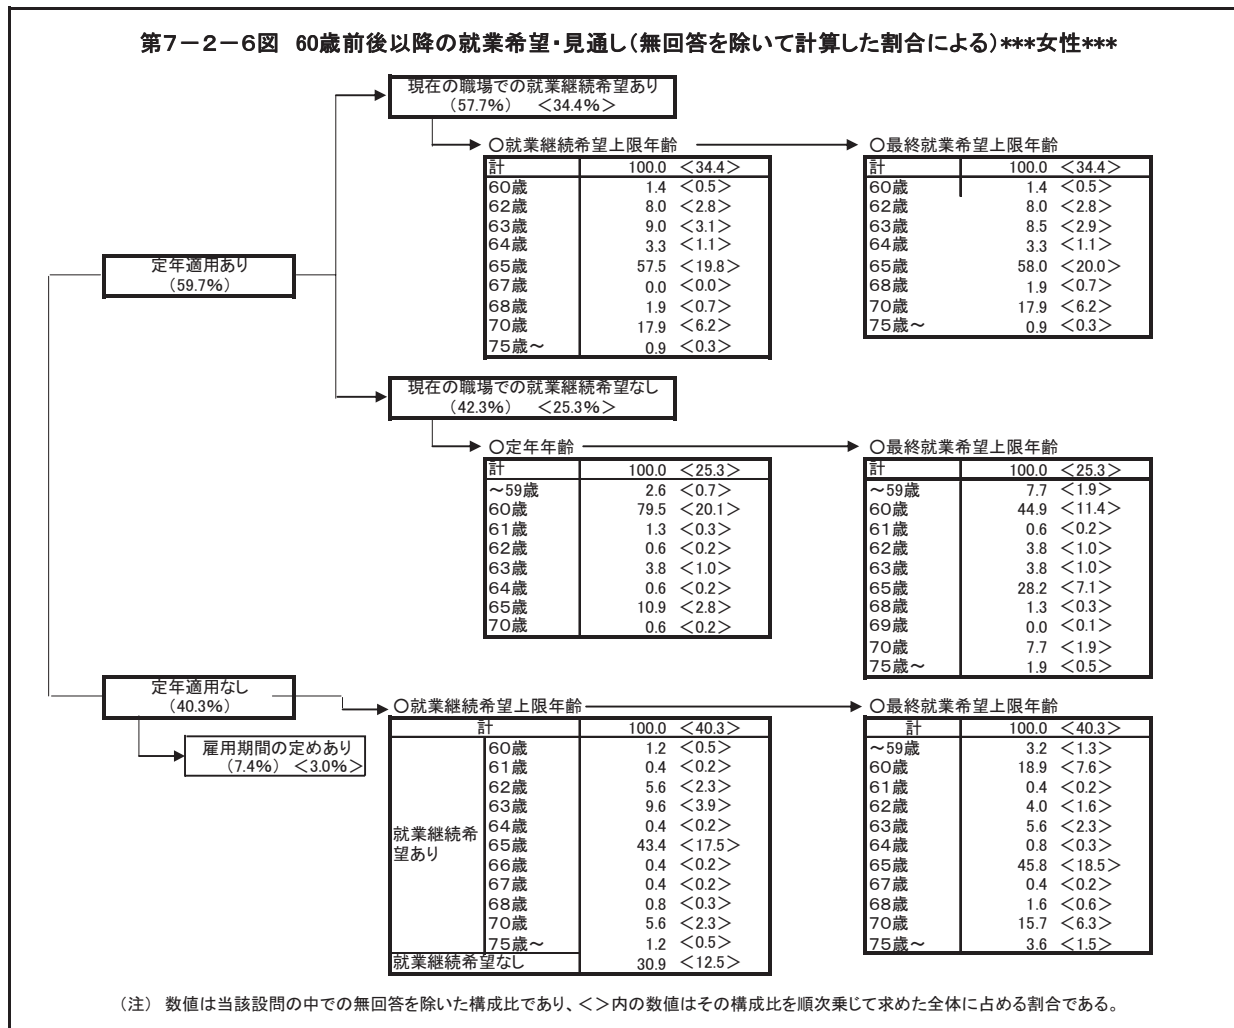 第7－2－6図 60歳前後以降の就業希望・見通し（無回答を除いて計算した割合による）***女性***
現在の職場での就業継続希望あり
（57.7%） ＜34.4%＞
○就業継続希望上限年齢
計 100.0 ＜34.4＞
60歳 1.4 ＜0.5＞
62歳 8.0 ＜2.8＞
63歳 9.0 ＜3.1＞
64歳 3.3 ＜1.1＞
65歳 57.5 ＜19.8＞
67歳 0.0 ＜0.0＞
68歳 1.9 ＜0.7＞
70歳 17.9 ＜6.2＞
75歳～ 0.9 ＜0.3＞
○最終就業希望上限年齢
計 100.0 ＜34.4＞
60歳 1.4 ＜0.5＞
62歳 8.0 ＜2.8＞
63歳 8.5 ＜2.9＞
64歳 3.3 ＜1.1＞
65歳 58.0 ＜20.0＞
68歳 1.9 ＜0.7＞
70歳 17.9 ＜6.2＞
75歳～ 0.9 ＜0.3＞
定年適用あり
（59.7%）
現在の職場での就業継続希望なし
（42.3%） ＜25.3%＞
○定年年齢
計 100.0 ＜25.3＞
～59歳 2.6 ＜0.7＞
60歳 79.5 ＜20.1＞
61歳 1.3 ＜0.3＞
62歳 0.6 ＜0.2＞
63歳 3.8 ＜1.0＞
64歳 0.6 ＜0.2＞
65歳 10.9 ＜2.8＞
70歳 0.6 ＜0.2＞
○最終就業希望上限年齢
計 100.0 ＜25.3＞
～59歳 7.7 ＜1.9＞
60歳 44.9 ＜11.4＞
61歳 0.6 ＜0.2＞
62歳 3.8 ＜1.0＞
63歳 3.8 ＜1.0＞
65歳 28.2 ＜7.1＞
68歳 1.3 ＜0.3＞
69歳 0.0 ＜0.1＞
70歳 7.7 ＜1.9＞
75歳～ 1.9 ＜0.5＞
定年適用なし
（40.3%）
雇用期間の定めあり
（7.4%） ＜3.0%＞
○就業継続希望上限年齢
計 100.0 ＜40.3＞
就業継続希
望あり
60歳 1.2 ＜0.5＞
61歳 0.4 ＜0.2＞
62歳 5.6 ＜2.3＞
63歳 9.6 ＜3.9＞
64歳 0.4 ＜0.2＞
65歳 43.4 ＜17.5＞
66歳 0.4 ＜0.2＞
67歳 0.4 ＜0.2＞
68歳 0.8 ＜0.3＞
70歳 5.6 ＜2.3＞
75歳～ 1.2 ＜0.5＞
就業継続希望なし 30.9 ＜12.5＞
○最終就業希望上限年齢
計 100.0 ＜40.3＞
～59歳 3.2 ＜1.3＞
60歳 18.9 ＜7.6＞
61歳 0.4 ＜0.2＞
62歳 4.0 ＜1.6＞
63歳 5.6 ＜2.3＞
64歳 0.8 ＜0.3＞
65歳 45.8 ＜18.5＞
67歳 0.4 ＜0.2＞
68歳 1.6 ＜0.6＞
70歳 15.7 ＜6.3＞
75歳～ 3.6 ＜1.5＞
（注） 数値は当該設問の中での無回答を除いた構成比であり、＜＞内の数値はその構成比を順次乗じて求めた全体に占める割合である。